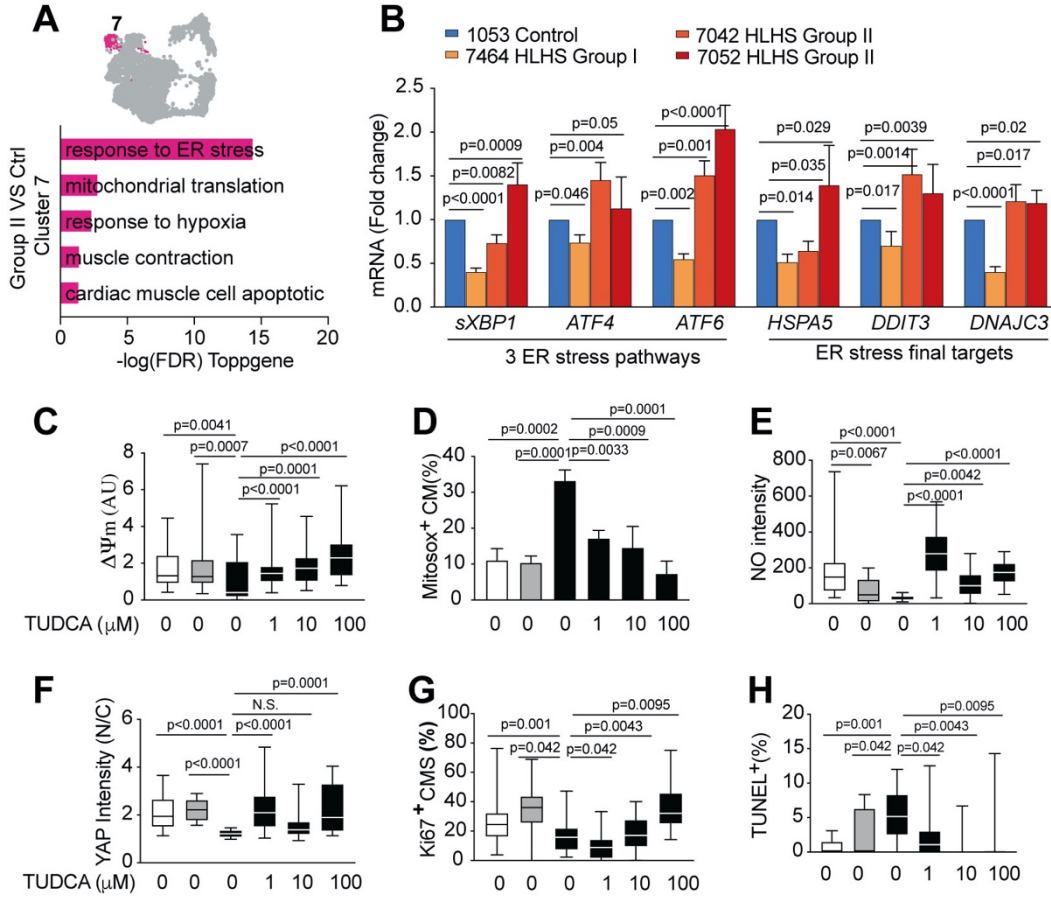 A
7
Group II VS Ctrl
Cluster 7
response to ER stress
mitochondrial translation
response to hypoxia
muscle contraction
cardiac muscle cell apoptotic
0 5 10 15 20
-log(FDR) Toppgene
B
1053 Control
7464 HLHS Group I
7042 HLHS Group II
7052 HLHS Group II
mRNA (Fold change)
2.5
2.0
1.5
1.0
0.5
0.0
p=0.0009
p=0.0082
p<0.0001
p=0.05
p=0.004
p=0.046
p<0.0001
p=0.001
p=0.002
p=0.029
p=0.035
p=0.014
p=0.0039
p=0.0014
p=0.017
p=0.02
p=0.017
p<0.0001
sXBP1 ATF4 ATF6 HSPA5 DDIT3 DNAJC3
3 ER stress pathways
ER stress final targets
C
ΔΨm (AU)
8
6
4
2
0
p=0.0041
p=0.0007
p<0.0001
p=0.0001
p<0.0001
TUDCA (μM) 0 0 0 1 10 100
D
Mitosox+ CM(%)
40
30
20
10
0
p=0.0001
p=0.0002
p=0.0009
p=0.0001
p=0.0033
0 0 0 1 10 100
E
NO intensity
800
600
400
200
0
p<0.0001
p=0.0067
p<0.0001
p=0.0042
p<0.0001
0 0 0 1 10 100
F
YAP Intensity (N/C)
6
4
2
0
p=0.0001
N.S.
p<0.0001
p<0.0001
p<0.0001
TUDCA (μM) 0 0 0 1 10 100
G
Ki67+ CMS (%)
100
80
60
40
20
0
p=0.0095
p=0.001
p=0.0043
p=0.042
p=0.042
0 0 0 1 10 100
H
TUNEL+(%)
20
15
10
5
0
p=0.0095
p=0.001
p=0.0043
p=0.042
p=0.042
0 0 0 1 10 100